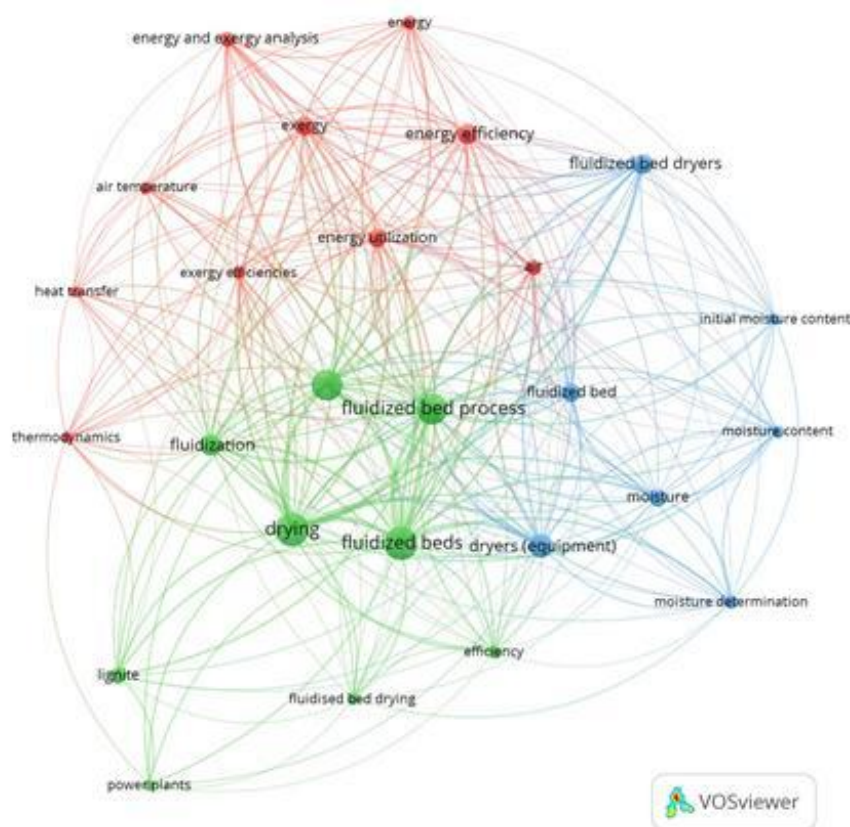 energy
energy and exergy analysis
exergy
energy efficiency
fluidized bed dryers
air temperature
energy utilization
air
exergy efficiencies
heat transfer
initial moisture content
fluidized bed
fluidized bed process
moisture content
thermodynamics
fluidization
moisture
drying
fluidized beds
dryers (equipment)
moisture determination
efficiency
lignite
fluidised bed drying
power plants
VOSviewer